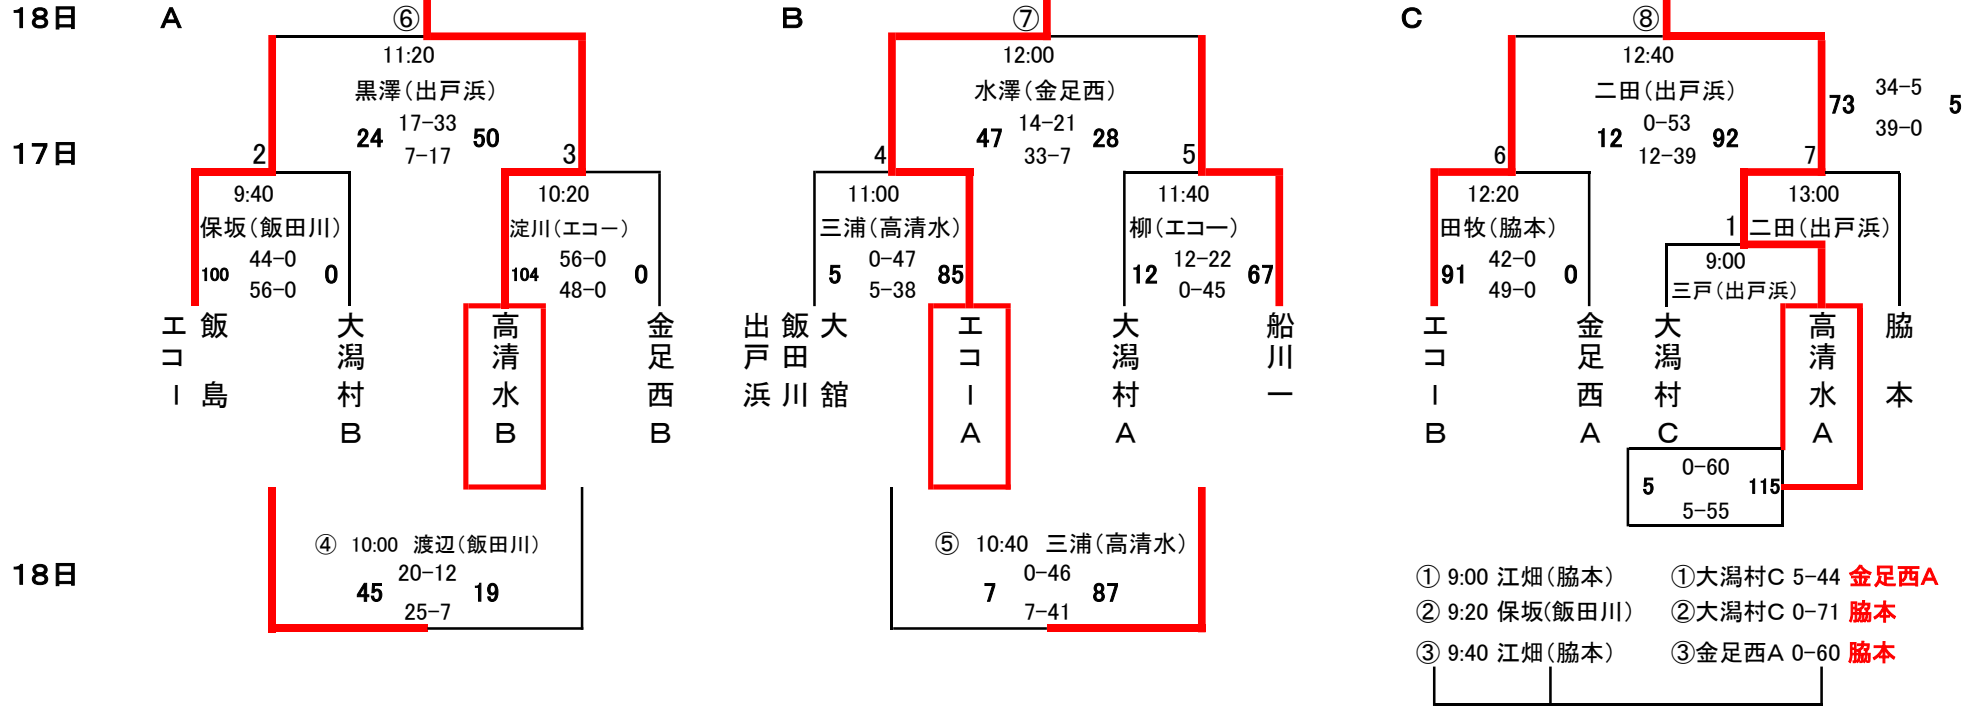 18日 A ⑥ B ⑦ C ⑧
11:20 12:00 12:40
黒澤(出戸浜) 水澤(金足西) 二田(出戸浜)
24 17-33 50 47 14-21 28 12 0-53 92 73 34-5 5
7-17 33-7 12-39 39-0
17日 2 3 4 5 6 7
9:40 10:20 11:00 11:40 12:20 13:00
保坂(飯田川) 淀川(エコー) 三浦(高清水) 柳(エコー) 田牧(脇本) 1 二田(出戸浜)
100 44-0 0 104 56-0 0 5 0-47 85 12 12-22 67 91 42-0 0 9:00
56-0 48-0 5-38 0-45 49-0 三戸(出戸浜)
エコー
飯島
大潟村B
高清水B
金足西B
出戸浜
飯田川
大舘
エコーA
大潟村A
船川一
エコーB
金足西A
大潟村C
高清水A
脇本
0-60
5 115
5-55
18日
④ 10:00 渡辺(飯田川)
20-12
45 19
25-7
⑤ 10:40 三浦(高清水)
0-46
7 87
7-41
① 9:00 江畑(脇本) ①大潟村C 5-44 金足西A
② 9:20 保坂(飯田川) ②大潟村C 0-71 脇本
③ 9:40 江畑(脇本) ③金足西A 0-60 脇本